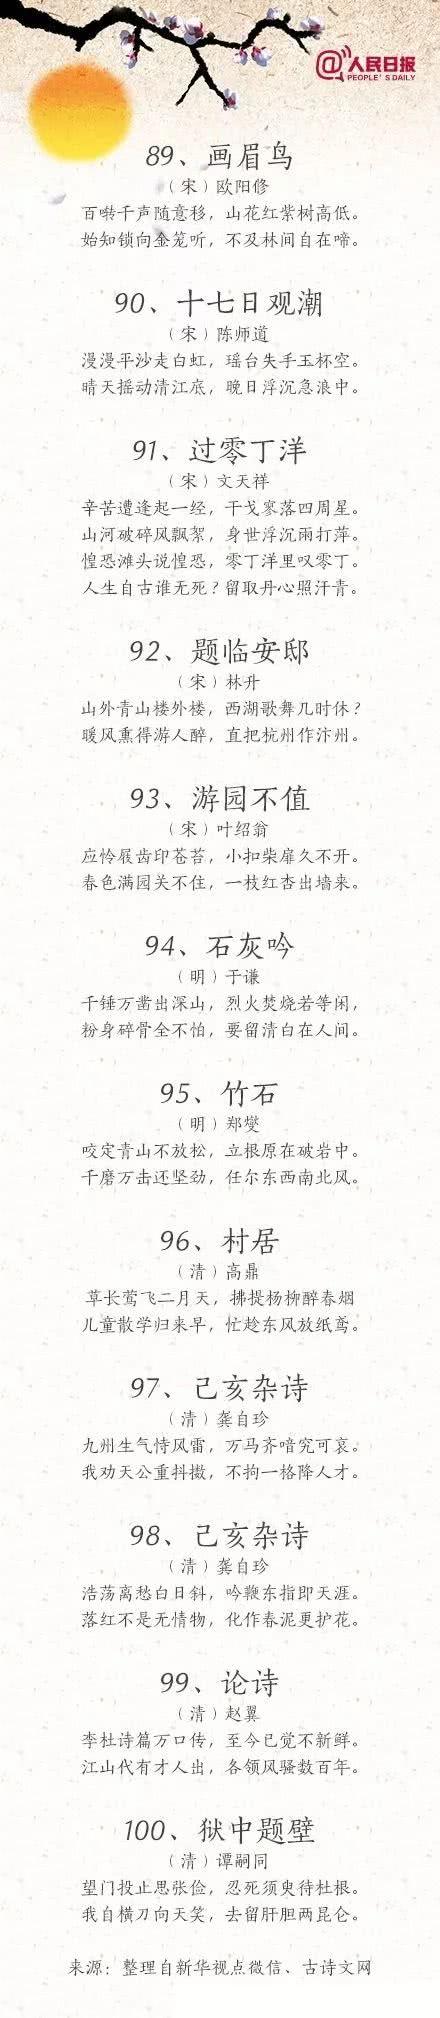 @人民日报
PEOPLE'S DAILY
89、画眉鸟
（宋）欧阳修
百啭千声随意移，山花红紫树高低。
始知锁向金笼听，不及林间自在啼。
90、十七日观潮
（宋）陈师道
漫漫平沙走白虹，瑶台失手玉杯空。
晴天摇动清江底，晚日浮沉急浪中。
91、过零丁洋
（宋）文天祥
辛苦遭逢起一经，干戈寥落四周星。
山河破碎风飘絮，身世浮沉雨打萍。
惶恐滩头说惶恐，零丁洋里叹零丁。
人生自古谁无死？留取丹心照汗青。
92、题临安邸
（宋）林升
山外青山楼外楼，西湖歌舞几时休？
暖风熏得游人醉，直把杭州作汴州。
93、游园不值
（宋）叶绍翁
应怜屐齿印苍苔，小扣柴扉久不开。
春色满园关不住，一枝红杏出墙来。
94、石灰吟
（明）于谦
千锤万凿出深山，烈火焚烧若等闲，
粉身碎骨全不怕，要留清白在人间。
95、竹石
（明）郑燮
咬定青山不放松，立根原在破岩中。
千磨万击还坚劲，任尔东西南北风。
96、村居
（清）高鼎
草长莺飞二月天，拂提杨柳醉春烟
儿童散学归来早，忙趁东风放纸鸢。
97、己亥杂诗
（清）龚自珍
九州生气恃风雷，万马齐喑究可哀。
我劝天公重抖擞，不拘一格降人才。
98、己亥杂诗
（清）龚自珍
浩荡离愁白日斜，吟鞭东指即天涯。
落红不是无情物，化作春泥更护花。
99、论诗
（清）赵翼
李杜诗篇万口传，至今已觉不新鲜。
江山代有才人出，各领风骚数百年。
100、狱中题壁
（清）谭嗣同
望门投止思张俭，忍死须臾待杜根。
我自横刀向天笑，去留肝胆两昆仑。
来源：整理自新华视点微信、古诗文网